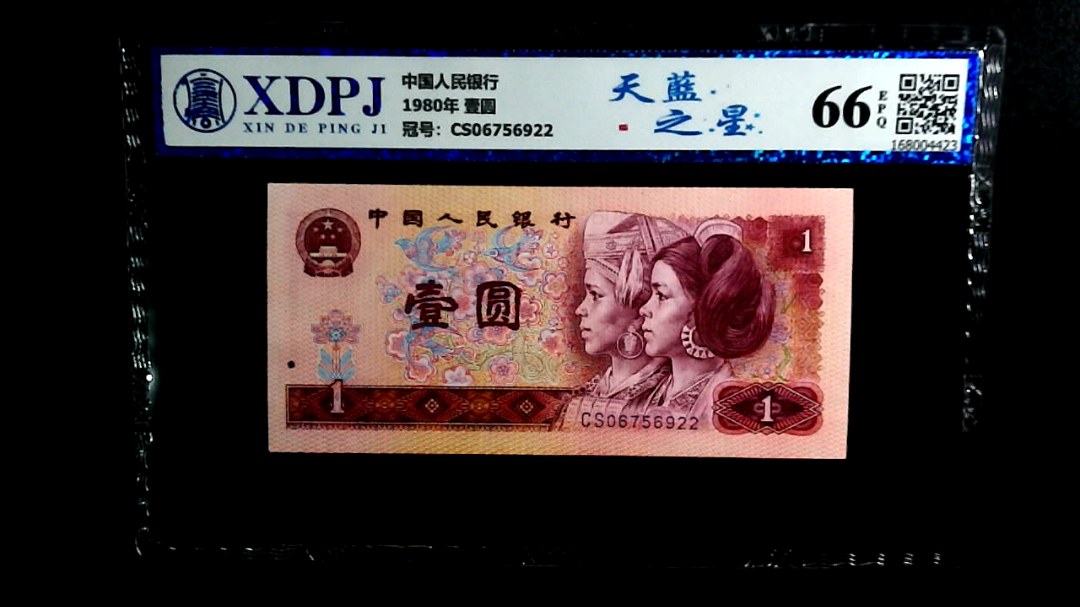 XDPJ
XIN DE PING JI
中国人民银行
1980年 壹圆
冠号: CS06756922
天藍
之星
66
EPQ
168004423
中国人民银行
1
壹圆
1
CS06756922
1